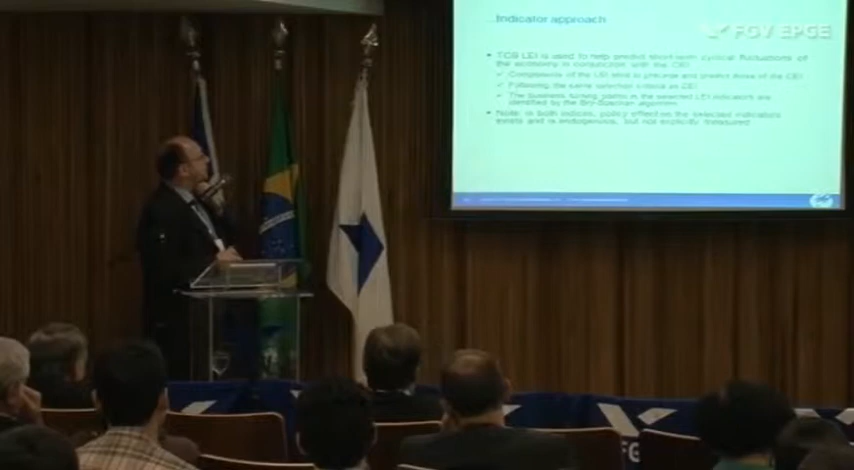 Indicator approach
FGV EPGE
• TCB LEI is used to help predict short-term cyclical fluctuations of
the economy in conjunction with the CEI
✓ Components of the LEI tend to precede and predict those of the CEI
✓ Following the same selection criteria as CEI
✓ The business turning points in the selected LEI indicators are
identified by the Bry-Boschan algorithm
• Note: in both indices, policy effect on the selected indicators
exists and is endogenous, but not explicitly measured
FGV